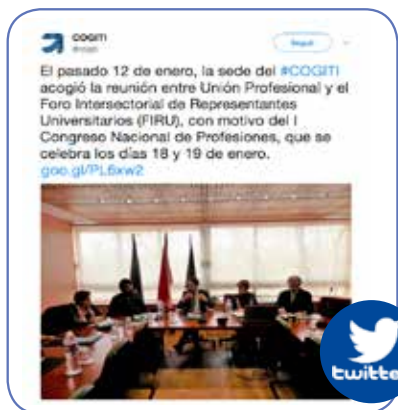 COGITI
Seguir
El pasado 12 de enero, la sede del #COGITI
acogió la reunión entre Unión Profesional y el
Foro Intersectorial de Representantes
Universitarios (FIRU), con motivo del I
Congreso Nacional de Profesiones, que se
celebra los días 18 y 19 de enero.
goo.gl/PL6xw2
twitte